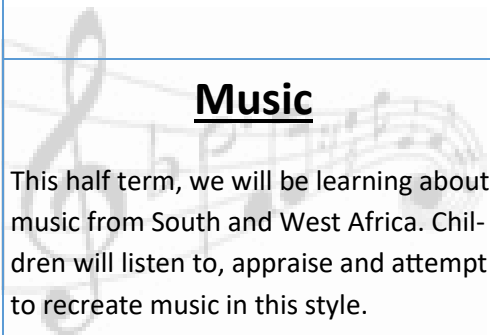 Music
This half term, we will be learning about
music from South and West Africa. Chil-
dren will listen to, appraise and attempt
to recreate music in this style.